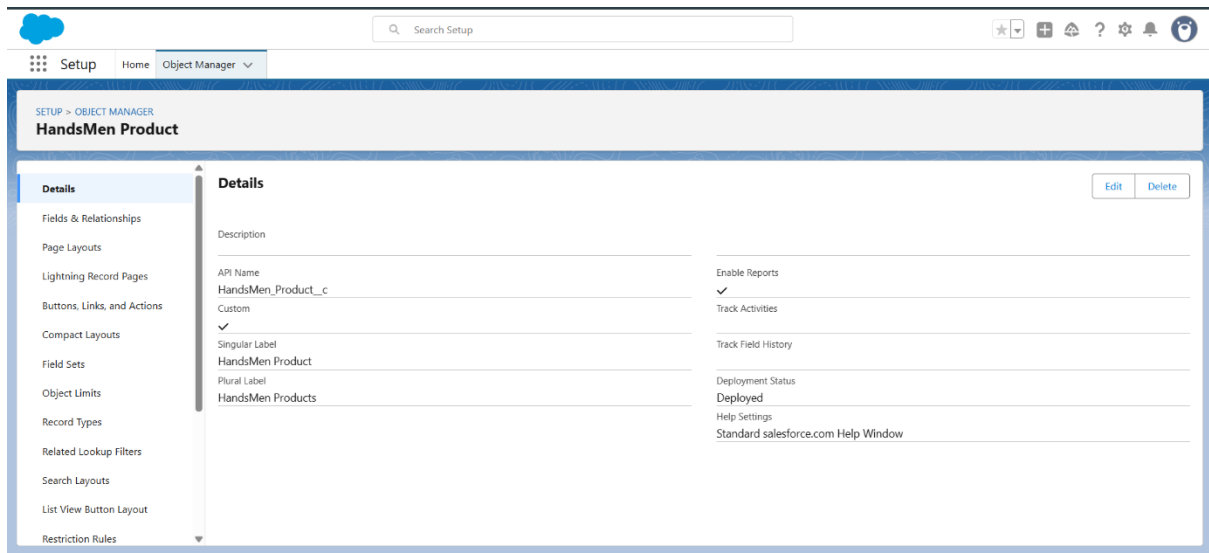 Search Setup
Setup
Home
Object Manager
SETUP > OBJECT MANAGER
HandsMen Product
Details
Fields & Relationships
Page Layouts
Lightning Record Pages
Buttons, Links, and Actions
Compact Layouts
Field Sets
Object Limits
Record Types
Related Lookup Filters
Search Layouts
List View Button Layout
Restriction Rules
Details
Edit
Delete
Description
API Name
HandsMen_Product__c
Custom
Singular Label
HandsMen Product
Plural Label
HandsMen Products
Enable Reports
Track Activities
Track Field History
Deployment Status
Deployed
Help Settings
Standard salesforce.com Help Window